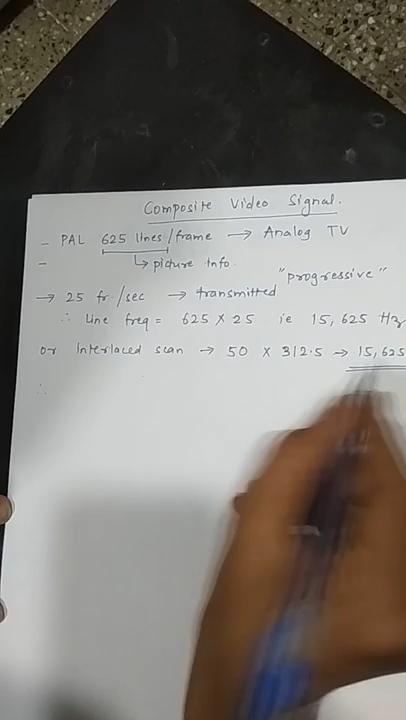 Composite Video Signal.
- PAL 625 lines/frame → Analog TV
- ↳ picture Info.
"progressive"
→ 25 fr./sec → transmitted
∴ Line freq = 625 X 25 ie 15,625 Hz
or Interlaced scan → 50 X 312.5 → 15,625
∴